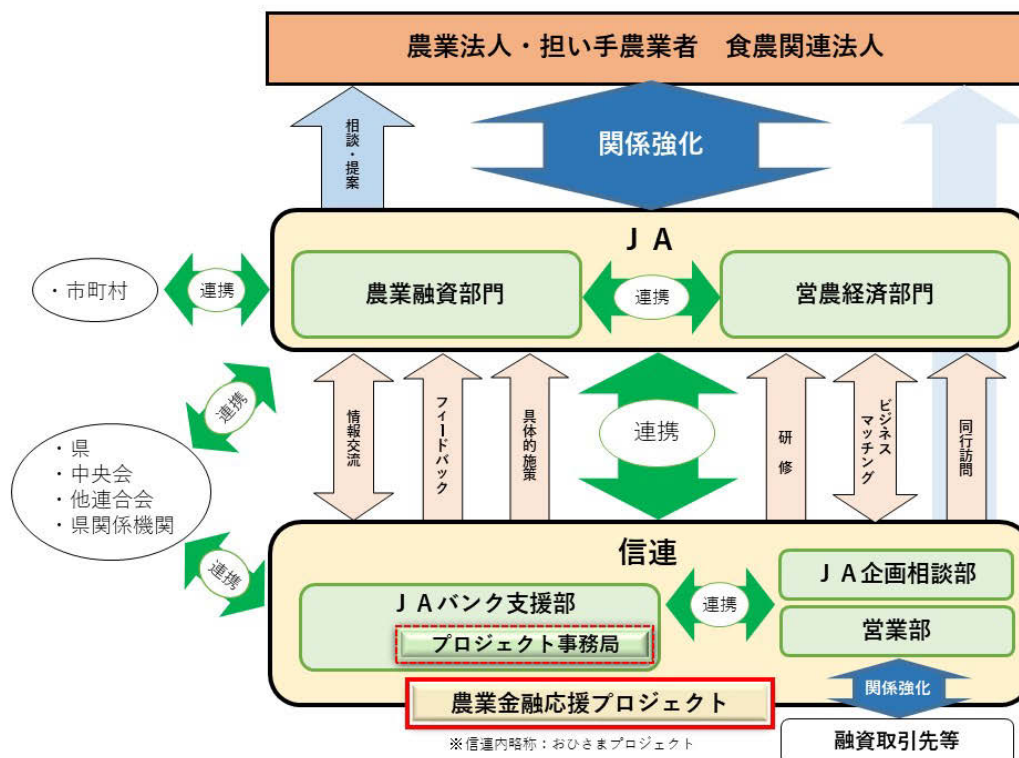 農業法人・担い手農業者　食農関連法人
相談・提案
関係強化
ＪＡ
・市町村
連携
農業融資部門
連携
営農経済部門
連携
情報交流
フィードバック
具体的施策
連携
研　修
ビジネス
マッチング
同行訪問
・県
・中央会
・他連合会
・県関係機関
連携
信連
ＪＡバンク支援部
プロジェクト事務局
連携
ＪＡ企画相談部
営業部
農業金融応援プロジェクト
関係強化
※信連内略称：おひさまプロジェクト
融資取引先等